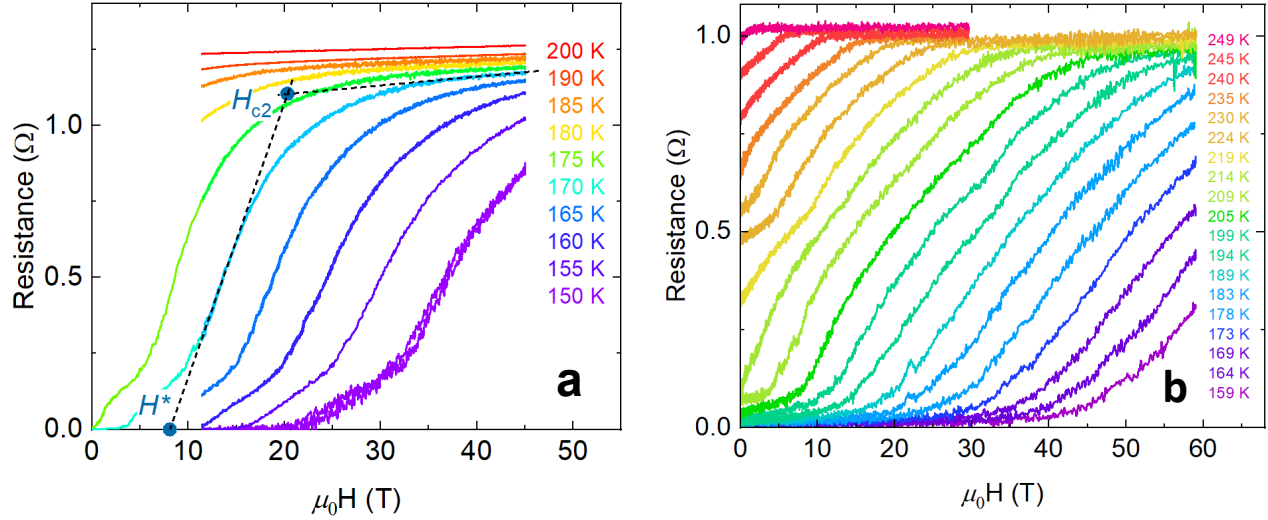 Resistance (Ω)
1.0
0.5
0.0
0
10
20
30
40
50
μ₀H (T)
H_c2
H*
200 K
190 K
185 K
180 K
175 K
170 K
165 K
160 K
155 K
150 K
a
Resistance (Ω)
1.0
0.5
0.0
0
10
20
30
40
50
60
μ₀H (T)
249 K
245 K
240 K
235 K
230 K
224 K
219 K
214 K
209 K
205 K
199 K
194 K
189 K
183 K
178 K
173 K
169 K
164 K
159 K
b